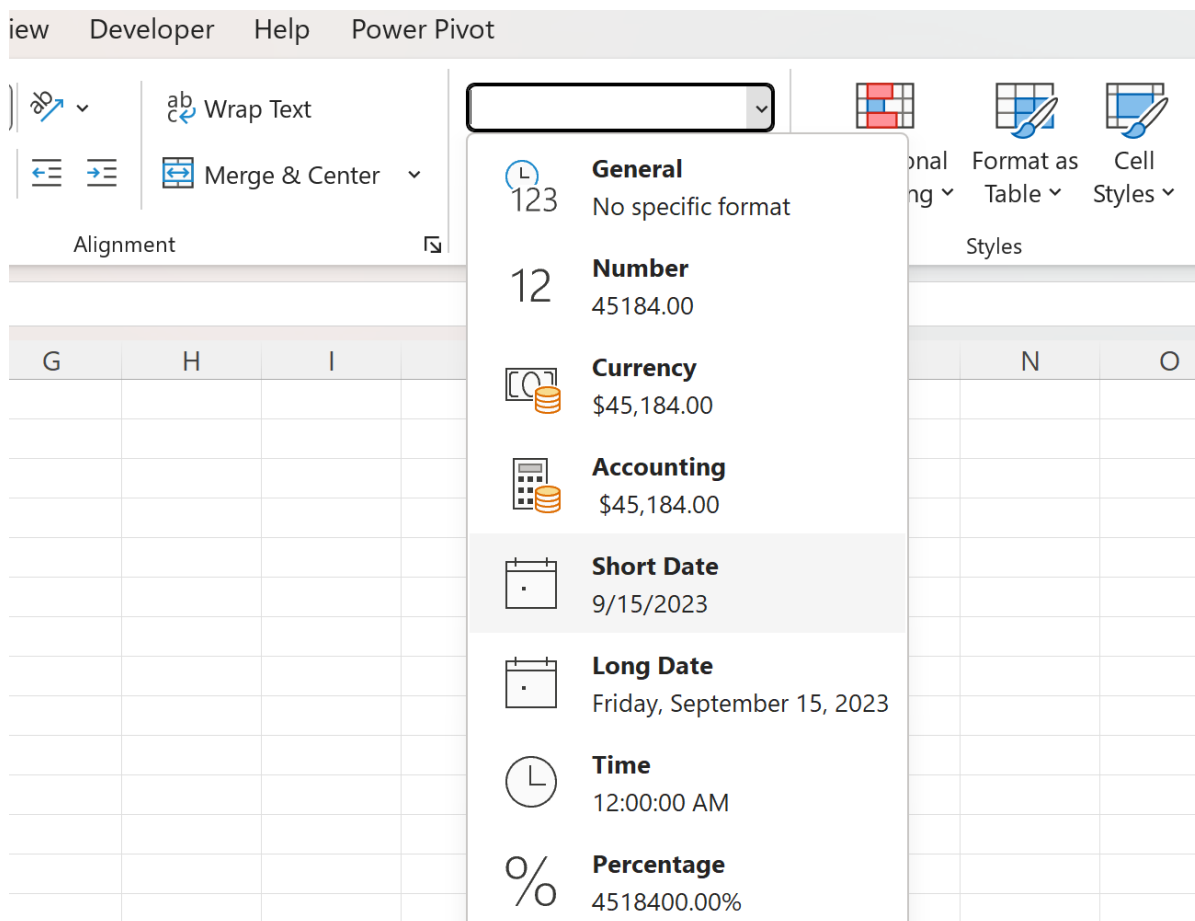 Developer Help Power Pivot
ab
ab
c
Wrap Text
Merge & Center
Alignment
General
No specific format
123
Number
45184.00
12
Currency
$45,184.00
Accounting
$45,184.00
Short Date
9/15/2023
Long Date
Friday, September 15, 2023
Time
12:00:00 AM
%
Percentage
4518400.00%
Format as
Table
Cell
Styles
Styles
G H I N O